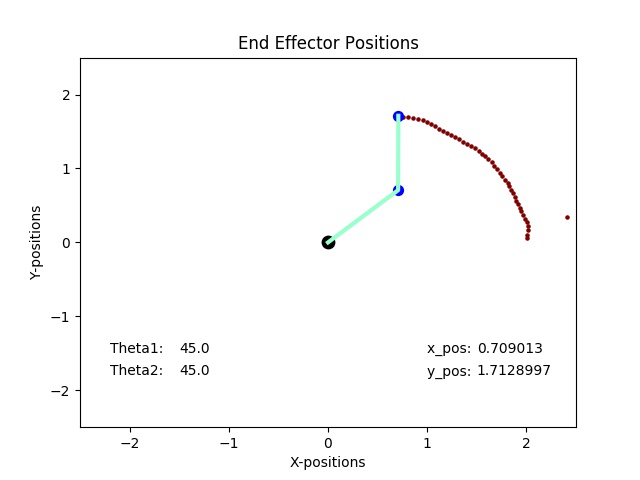 End Effector Positions
2
1
0
−1
−2
Y-positions
Theta1: 45.0
Theta2: 45.0
x_pos: 0.709013
y_pos: 1.7128997
−2 −1 0 1 2
X-positions